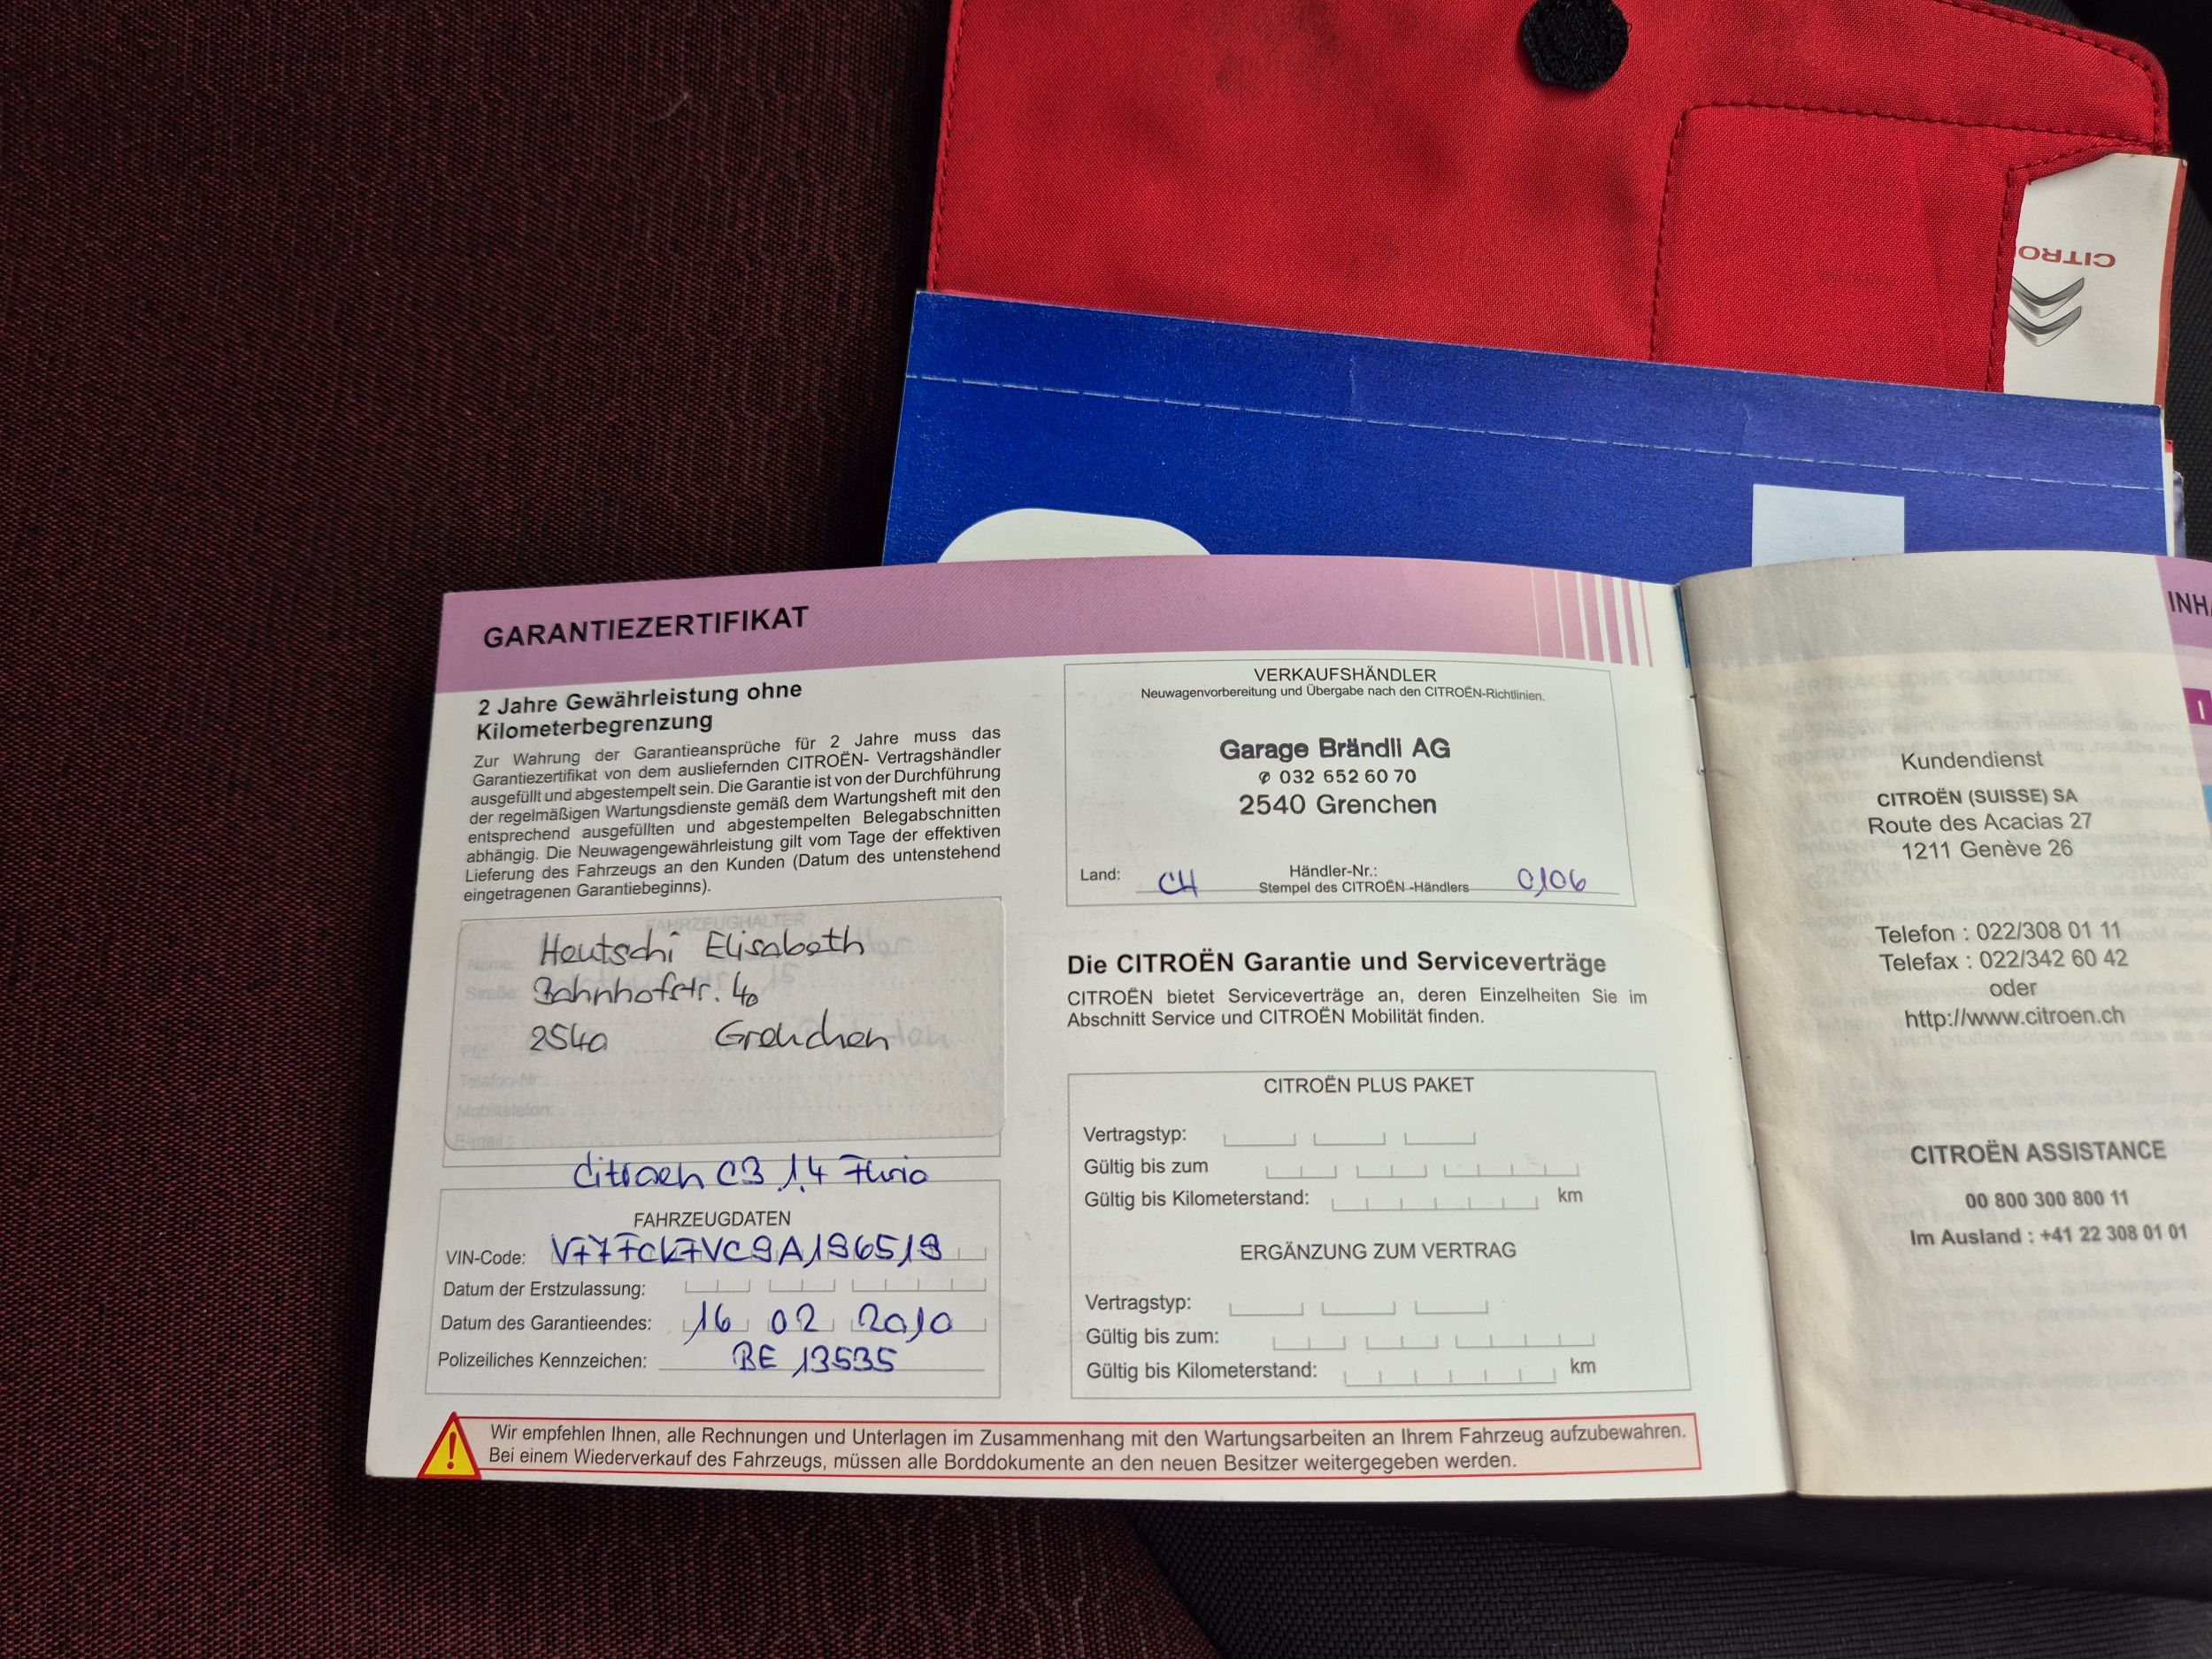 CITRO
GARANTIEZERTIFIKAT
2 Jahre Gewährleistung ohne
Kilometerbegrenzung
Zur Wahrung der Garantieansprüche für 2 Jahre muss das
Garantiezertifikat von dem ausliefernden CITROËN- Vertragshändler
ausgefüllt und abgestempelt sein. Die Garantie ist von der Durchführung
der regelmäßigen Wartungsdienste gemäß dem Wartungsheft mit den
entsprechend ausgefüllten und abgestempelten Belegabschnitten
abhängig. Die Neuwagengewährleistung gilt vom Tage der effektiven
Lieferung des Fahrzeugs an den Kunden (Datum des untenstehend
eingetragenen Garantiebeginns).
FAHRZEUGHALTER
Heutschi Elisabeth
Bahnhofstr. 40
2540 Grenchen
Name:
Straße:
Telefon-Nr.:
Mobiltelefon:
E-mail:
Citroen C3 1.4 Furio
FAHRZEUGDATEN
VIN-Code: VF7FCKFVC9A196519
Datum der Erstzulassung:
Datum des Garantieendes: 16 02 2010
Polizeiliches Kennzeichen: BE 13535
VERKAUFSHÄNDLER
Neuwagenvorbereitung und Übergabe nach den CITROËN-Richtlinien.
Garage Brändli AG
✆ 032 652 60 70
2540 Grenchen
Land: CH Händler-Nr.: 0106
Stempel des CITROËN -Händlers
Die CITROËN Garantie und Serviceverträge
CITROËN bietet Serviceverträge an, deren Einzelheiten Sie im
Abschnitt Service und CITROËN Mobilität finden.
CITROËN PLUS PAKET
Vertragstyp:
Gültig bis zum
Gültig bis Kilometerstand: km
ERGÄNZUNG ZUM VERTRAG
Vertragstyp:
Gültig bis zum:
Gültig bis Kilometerstand: km
Wir empfehlen Ihnen, alle Rechnungen und Unterlagen im Zusammenhang mit den Wartungsarbeiten an Ihrem Fahrzeug aufzubewahren.
Bei einem Wiederverkauf des Fahrzeugs, müssen alle Borddokumente an den neuen Besitzer weitergegeben werden.
Kundendienst
CITROËN (SUISSE) SA
Route des Acacias 27
1211 Genève 26
Telefon : 022/308 01 11
Telefax : 022/342 60 42
oder
http://www.citroen.ch
CITROËN ASSISTANCE
00 800 300 800 11
Im Ausland : +41 22 308 01 01
INHA
I